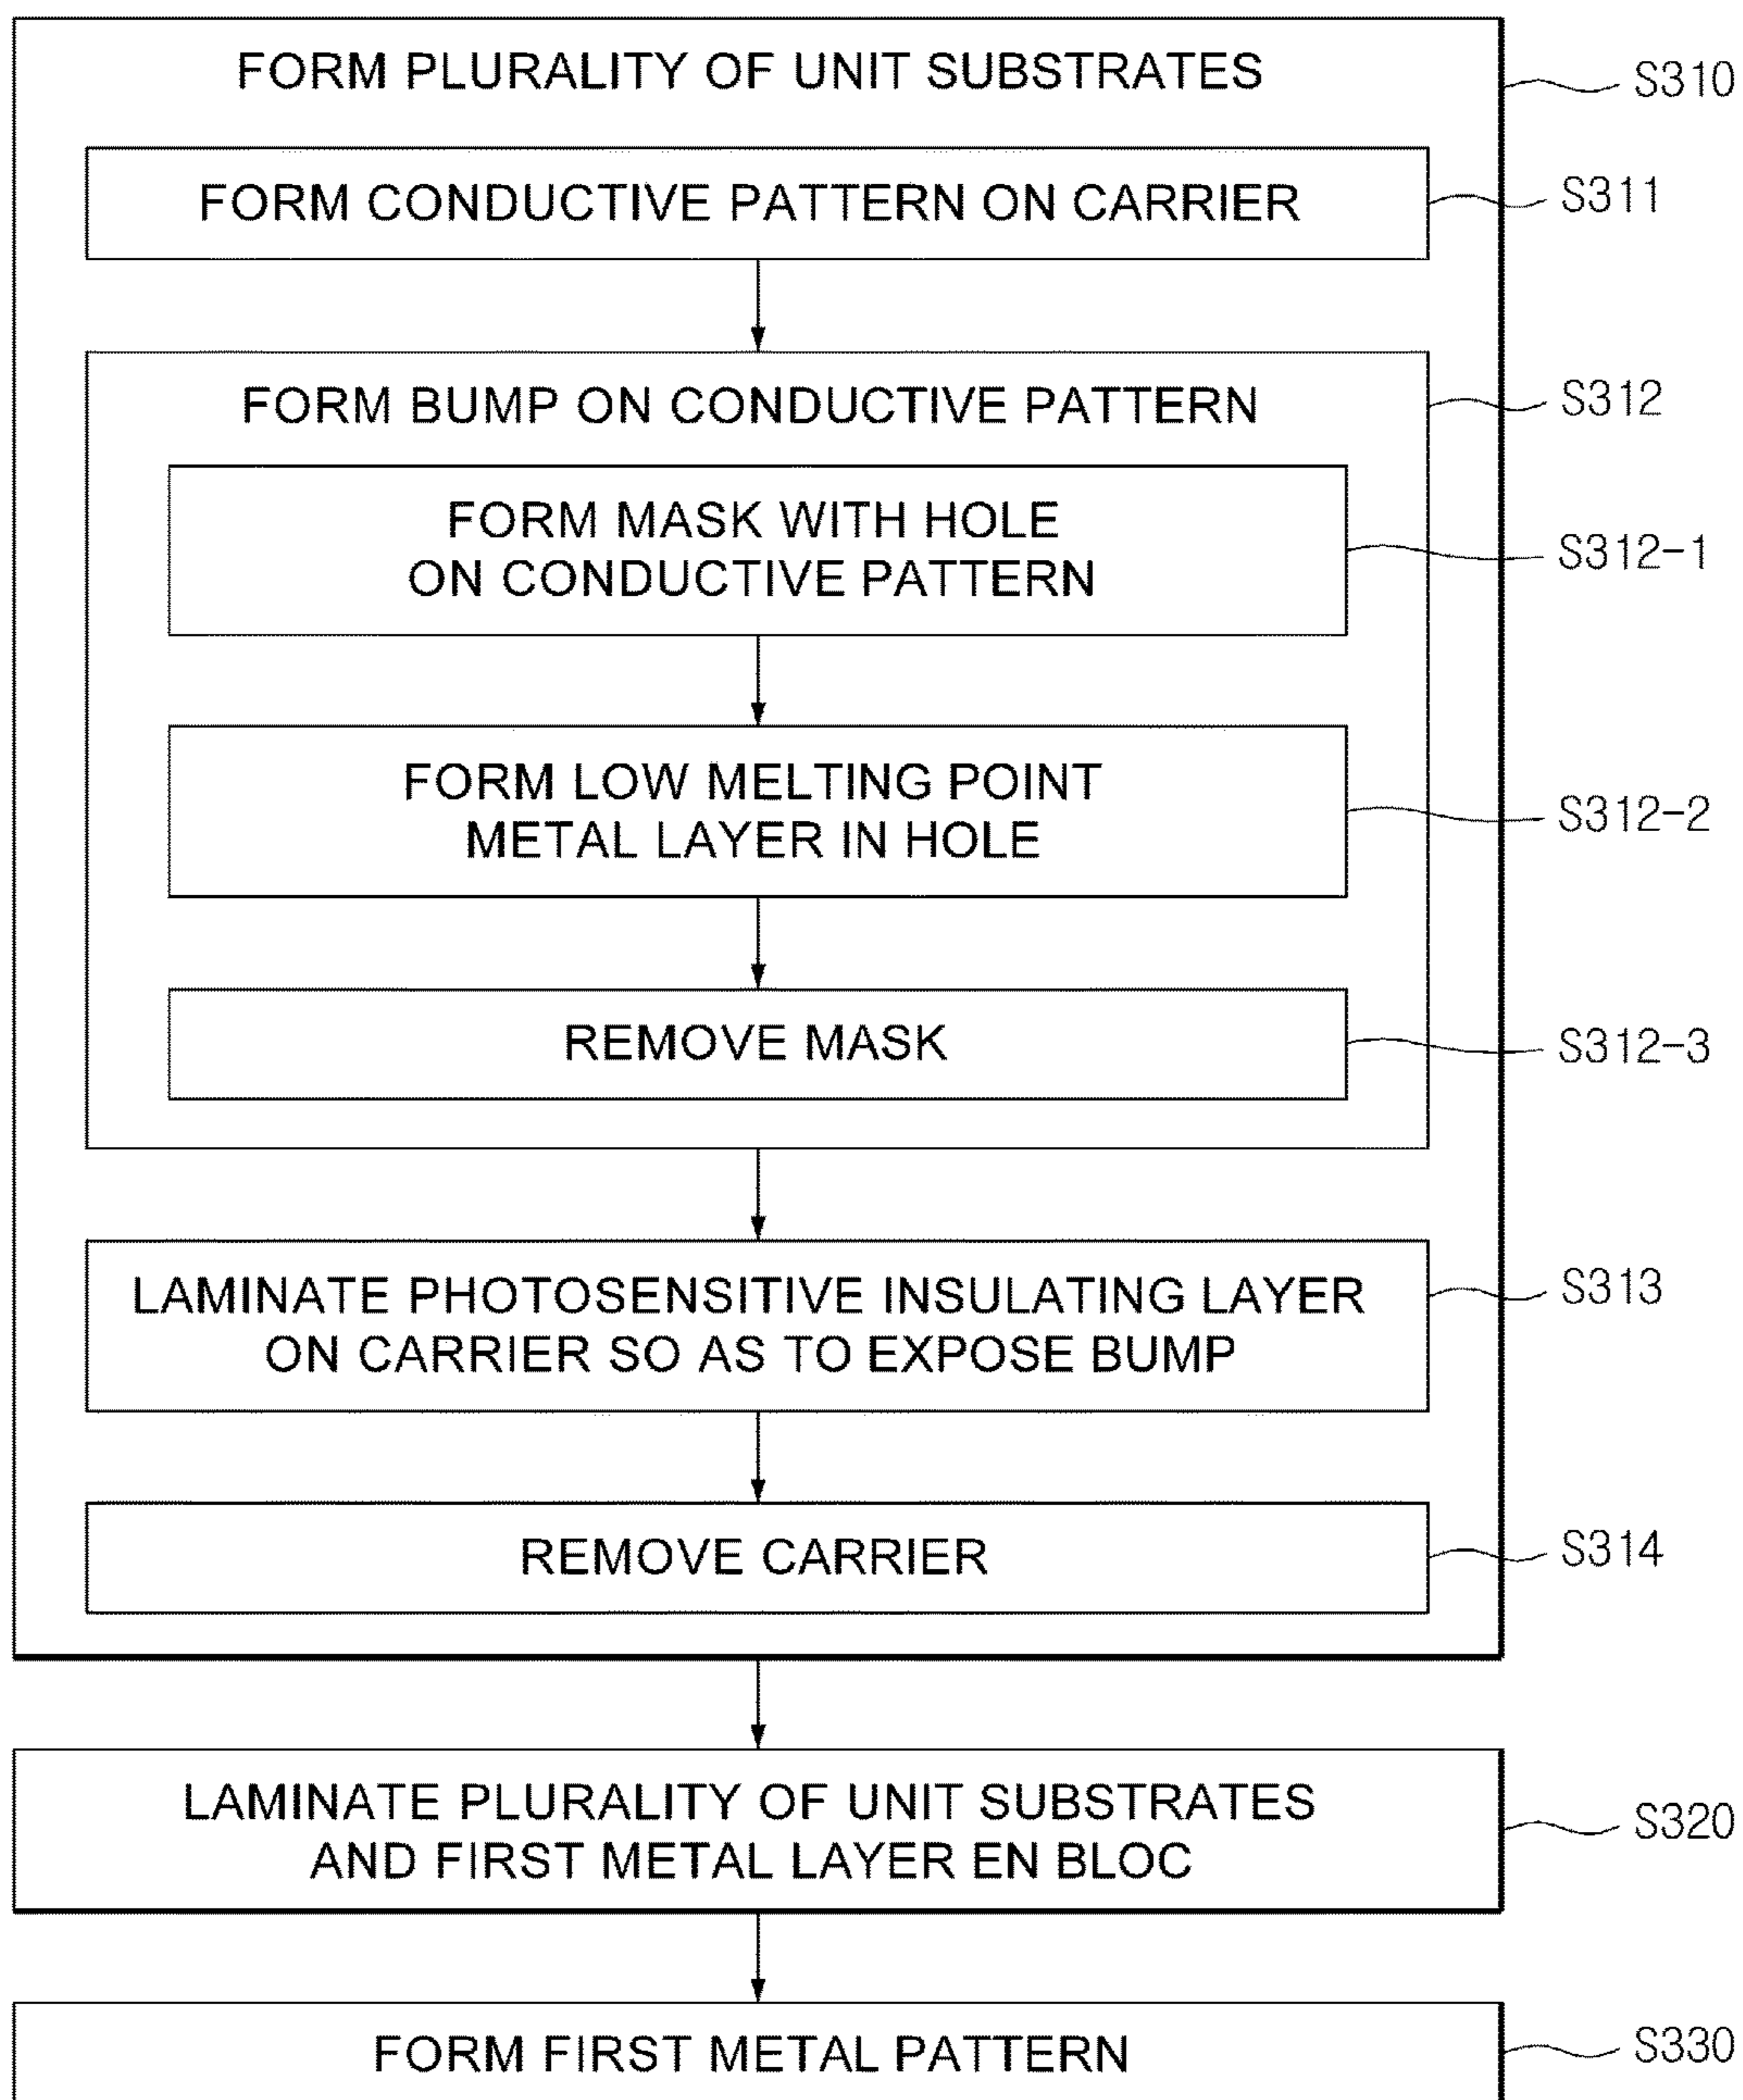 FORM PLURALITY OF UNIT SUBSTRATES
S310
FORM CONDUCTIVE PATTERN ON CARRIER
S311
FORM BUMP ON CONDUCTIVE PATTERN
S312
FORM MASK WITH HOLE
ON CONDUCTIVE PATTERN
S312-1
FORM LOW MELTING POINT
METAL LAYER IN HOLE
S312-2
REMOVE MASK
S312-3
LAMINATE PHOTOSENSITIVE INSULATING LAYER
ON CARRIER SO AS TO EXPOSE BUMP
S313
REMOVE CARRIER
S314
LAMINATE PLURALITY OF UNIT SUBSTRATES
AND FIRST METAL LAYER EN BLOC
S320
FORM FIRST METAL PATTERN
S330